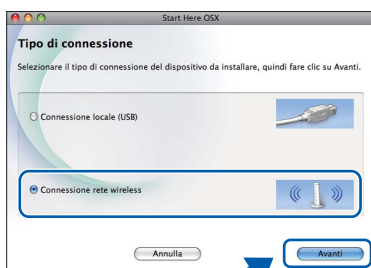 Start Here OSX
Tipo di connessione
Selezionare il tipo di connessione del dispositivo da installare, quindi fare clic su Avanti.
Connessione locale (USB)
Connessione rete wireless
Annulla
Avanti